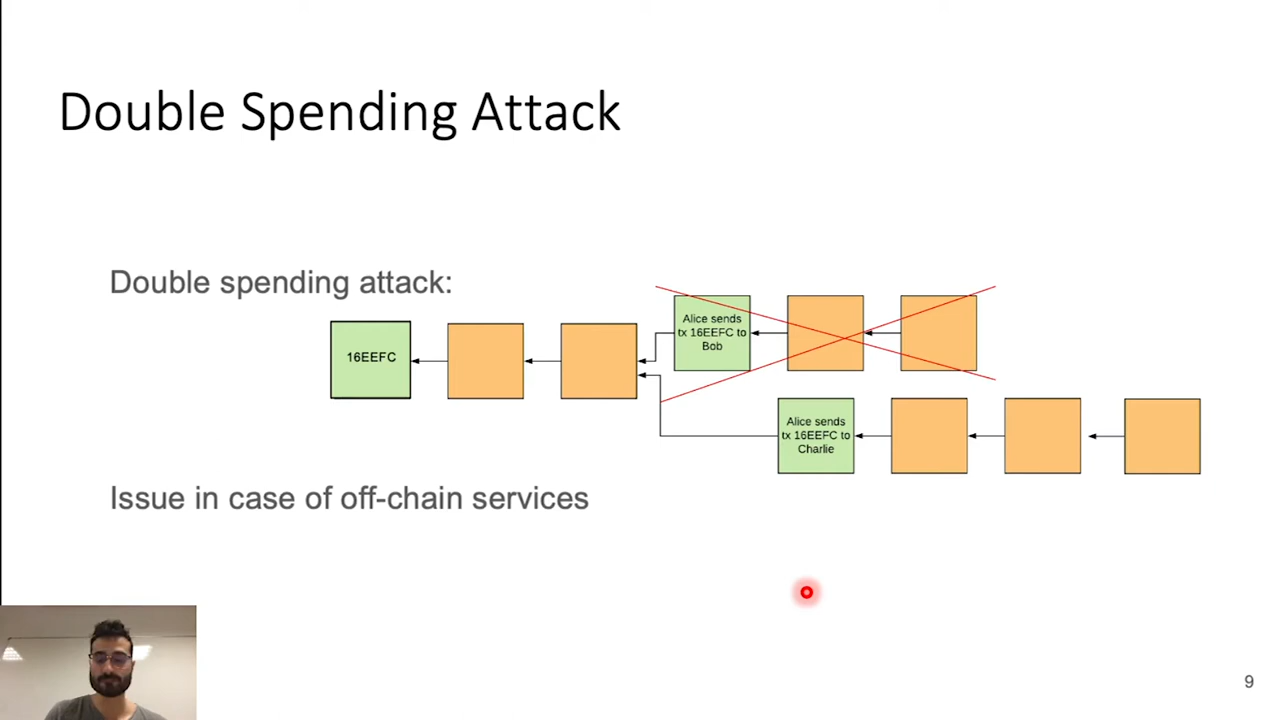 Double Spending Attack
Double spending attack:
16EEFC
Alice sends
tx 16EEFC to
Bob
Alice sends
tx 16EEFC to
Charlie
Issue in case of off-chain services
9